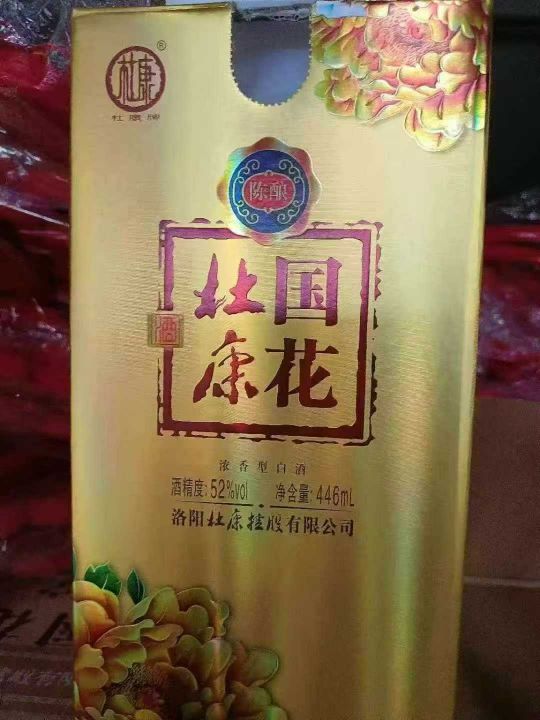 杜康
®
杜康牌
陈酿
国花
杜康
酒
浓香型白酒
酒精度:52%vol 净含量:446mL
洛阳杜康控股有限公司